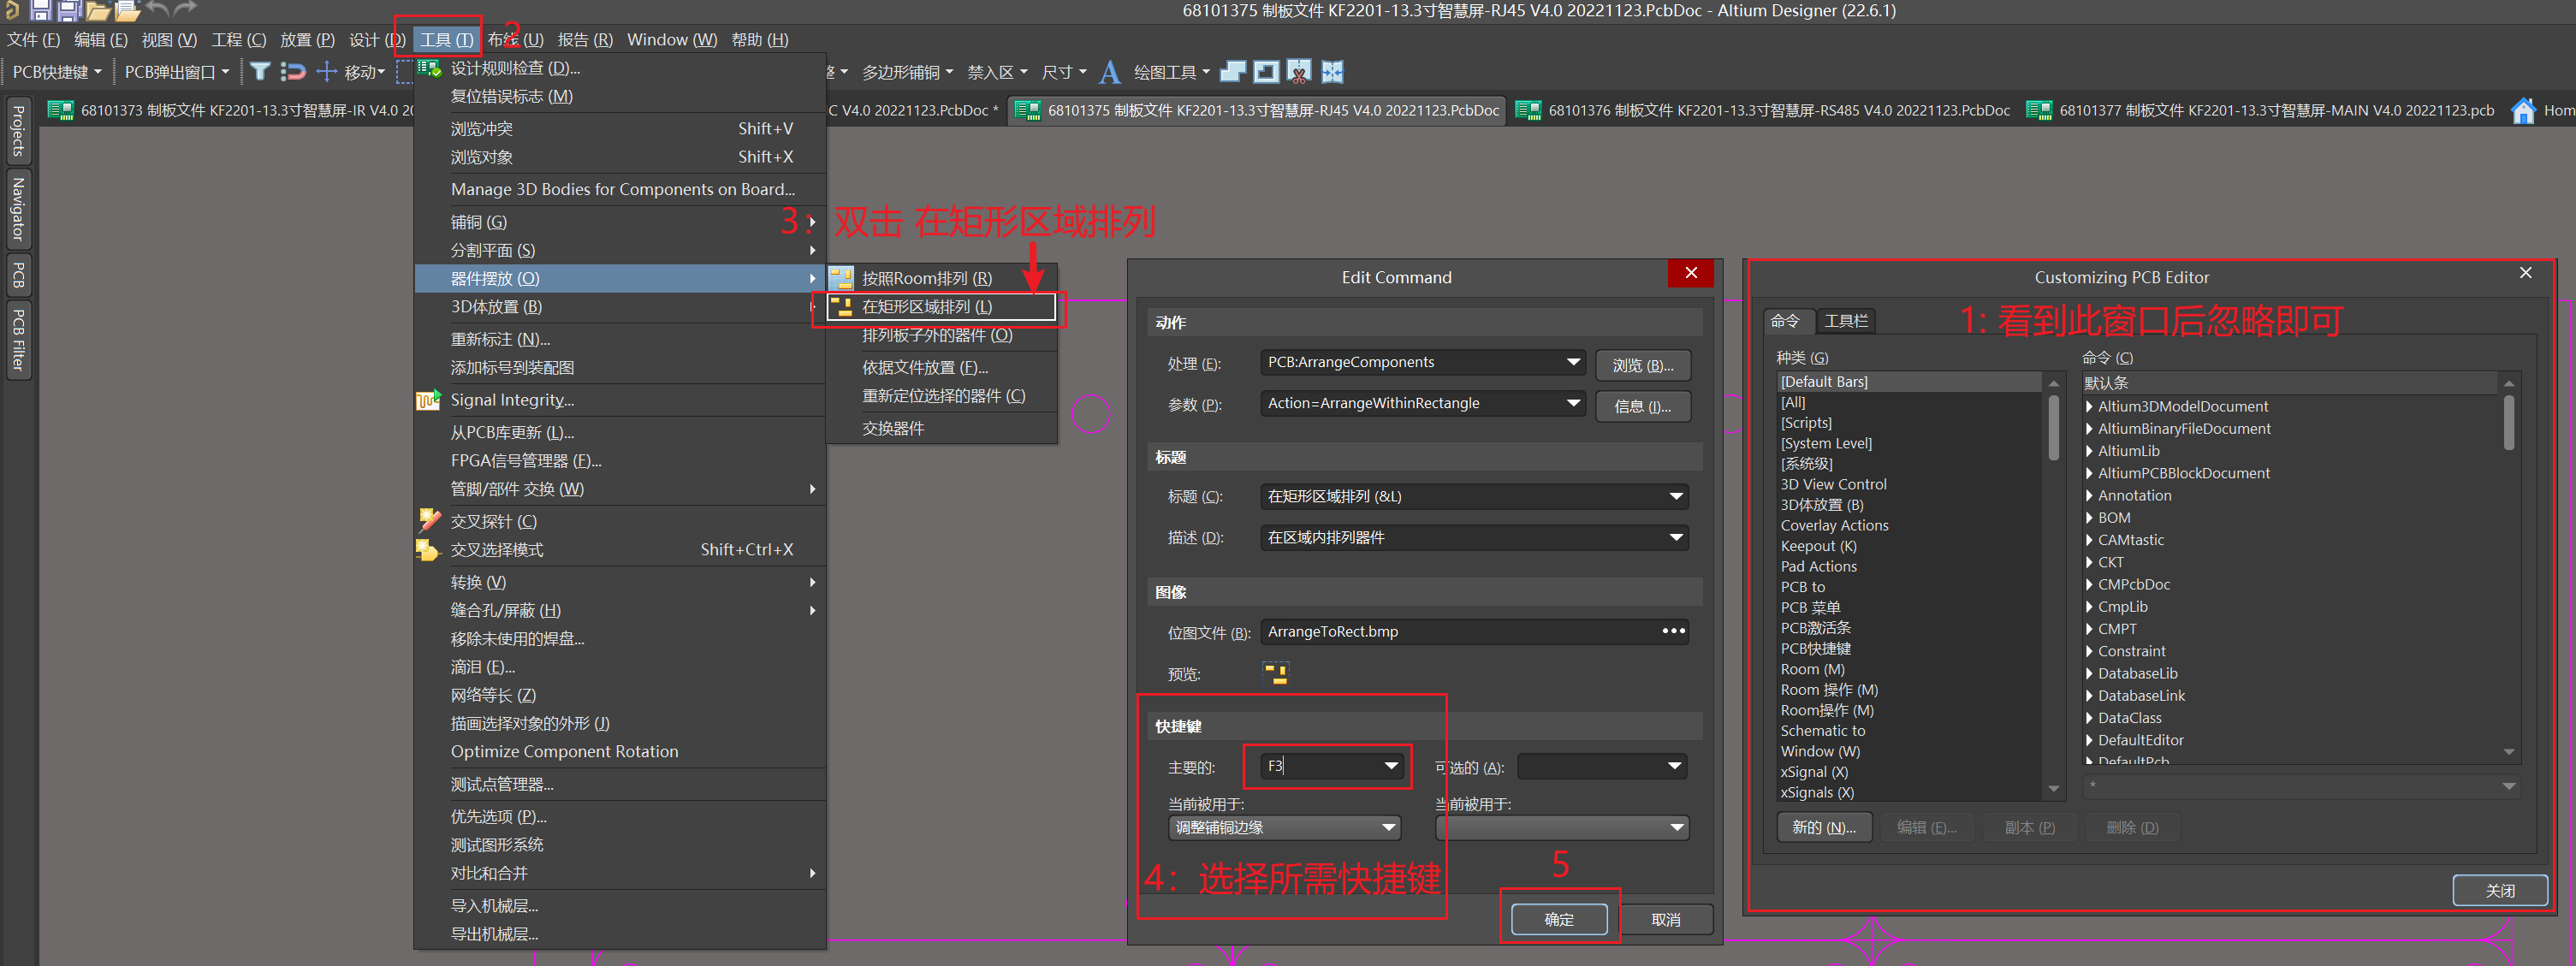 68101375 制板文件 KF2201-13.3寸智慧屏-RJ45 V4.0 20221123.PcbDoc - Altium Designer (22.6.1)
文件 (F) 编辑 (E) 视图 (V) 工程 (C) 放置 (P) 设计 (D) 工具 (T) 布线 (U) 报告 (R) Window (W) 帮助 (H)
2
PCB快捷键 PCB弹出窗口 移动 多边形铺铜 禁入区 尺寸 A 绘图工具
68101373 制板文件 KF2201-13.3寸智慧屏-IR V4.0 20
C V4.0 20221123.PcbDoc *
68101375 制板文件 KF2201-13.3寸智慧屏-RJ45 V4.0 20221123.PcbDoc
68101376 制板文件 KF2201-13.3寸智慧屏-RS485 V4.0 20221123.PcbDoc
68101377 制板文件 KF2201-13.3寸智慧屏-MAIN V4.0 20221123.pcb
Hom
Projects
Navigator
PCB
PCB Filter
设计规则检查 (D)...
复位错误标志 (M)
浏览冲突 Shift+V
浏览对象 Shift+X
Manage 3D Bodies for Components on Board...
铺铜 (G)
分割平面 (S)
器件摆放 (O)
3D体放置 (B)
重新标注 (N)...
添加标号到装配图
Signal Integrity...
从PCB库更新 (L)...
FPGA信号管理器 (F)...
管脚/部件 交换 (W)
交叉探针 (C)
交叉选择模式 Shift+Ctrl+X
转换 (V)
缝合孔/屏蔽 (H)
移除未使用的焊盘...
滴泪 (E)...
网络等长 (Z)
描画选择对象的外形 (J)
Optimize Component Rotation
测试点管理器...
优先选项 (P)...
测试图形系统
对比和合并
导入机械层...
导出机械层...
3：双击 在矩形区域排列
按照Room排列 (R)
在矩形区域排列 (L)
排列板子外的器件 (O)
依据文件放置 (F)...
重新定位选择的器件 (C)
交换器件
Edit Command
动作
处理 (E): PCB:ArrangeComponents 浏览 (B)...
参数 (P): Action=ArrangeWithinRectangle 信息 (I)...
标题
标题 (C): 在矩形区域排列 (&L)
描述 (D): 在区域内排列器件
图像
位图文件 (B): ArrangeToRect.bmp
预览:
快捷键
主要的: F3 可选的 (A):
当前被用于: 当前被用于:
调整铺铜边缘
4：选择所需快捷键
5
确定 取消
Customizing PCB Editor
命令 工具栏
1: 看到此窗口后忽略即可
种类 (G)
[Default Bars]
[All]
[Scripts]
[System Level]
[系统级]
3D View Control
3D体放置 (B)
Coverlay Actions
Keepout (K)
Pad Actions
PCB to
PCB 菜单
PCB激活条
PCB快捷键
Room (M)
Room 操作 (M)
Room操作 (M)
Schematic to
Window (W)
xSignal (X)
xSignals (X)
命令 (C)
默认条
Altium3DModelDocument
AltiumBinaryFileDocument
AltiumLib
AltiumPCBBlockDocument
Annotation
BOM
CAMtastic
CKT
CMPcbDoc
CmpLib
CMPT
Constraint
DatabaseLib
DatabaseLink
DataClass
DefaultEditor
DefaultPcb
*
新的 (N)... 编辑 (E)... 副本 (P) 删除 (D)
关闭